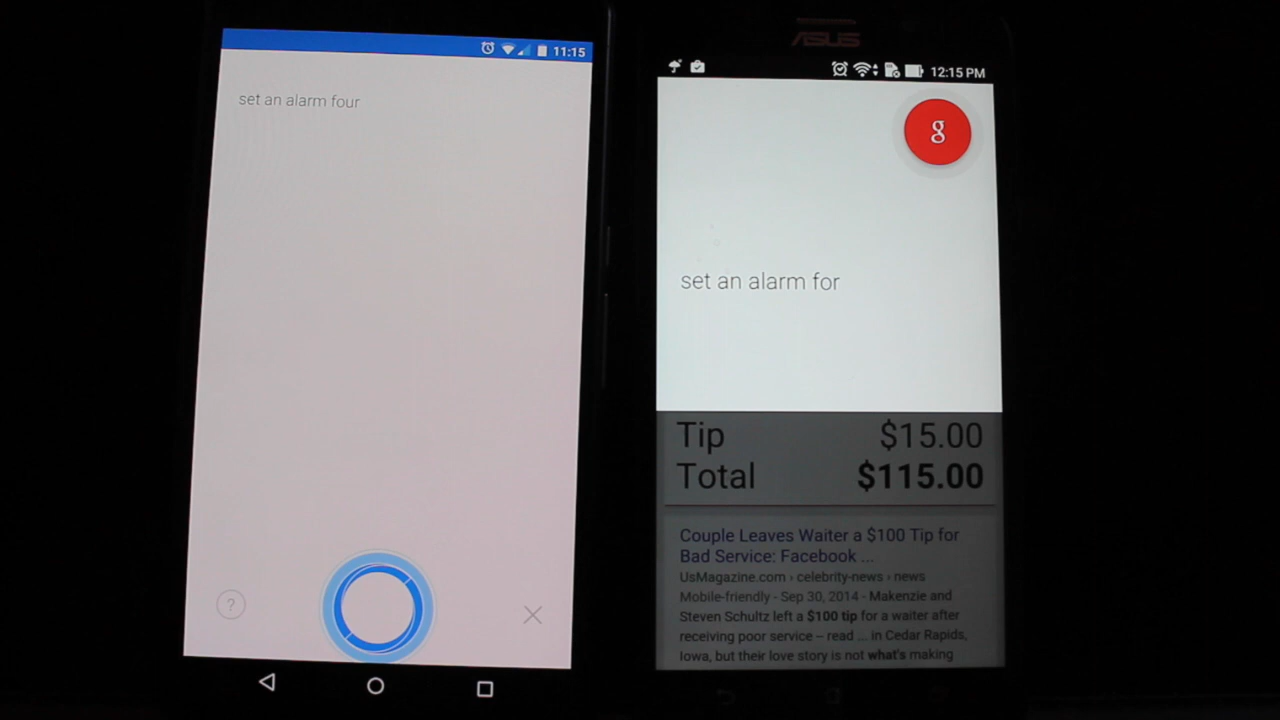 11:15
set an alarm four
?
ASUS
12:15 PM
g
set an alarm for
Tip $15.00
Total $115.00
Couple Leaves Waiter a $100 Tip for
Bad Service: Facebook ...
UsMagazine.com › celebrity-news › news
Mobile-friendly - Sep 30, 2014 - Makenzie and
Steven Schultz left a $100 tip for a waiter after
receiving poor service – read ... in Cedar Rapids,
Iowa, but their love story is not what's making